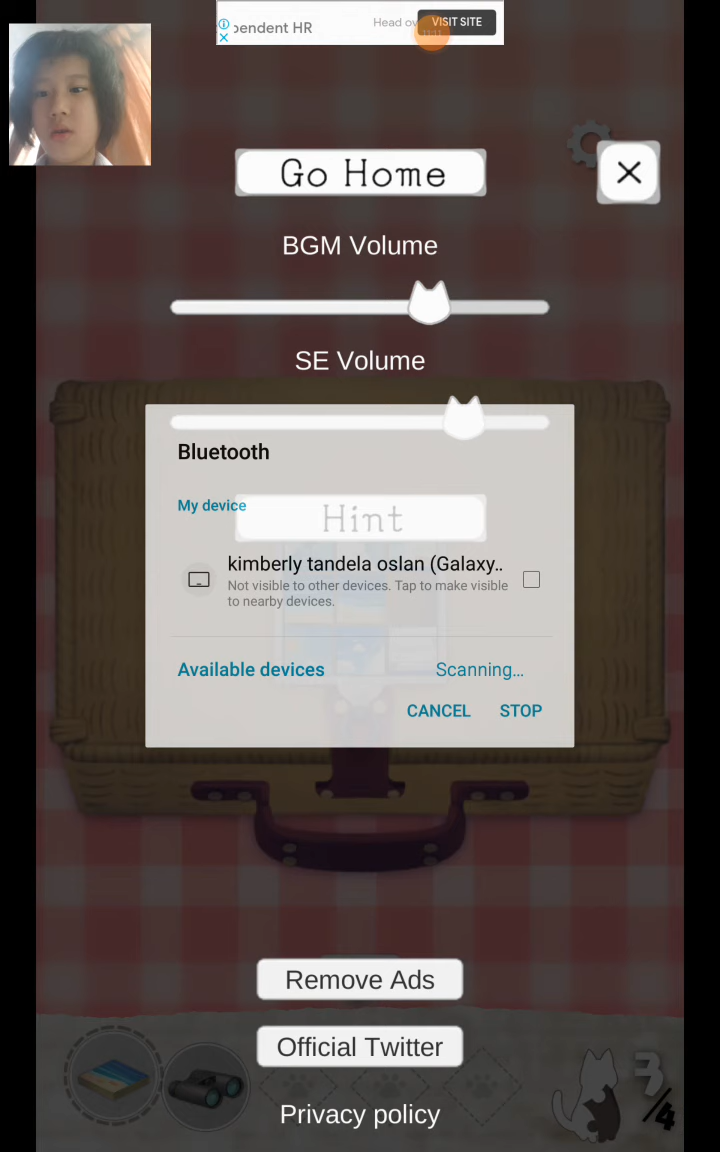 pendent HR
Head ov
VISIT SITE
11:11
Go Home
BGM Volume
SE Volume
Bluetooth
My device
Hint
kimberly tandela oslan (Galaxy..
Not visible to other devices. Tap to make visible
to nearby devices.
Available devices
Scanning...
CANCEL
STOP
Remove Ads
Official Twitter
Privacy policy
3/4